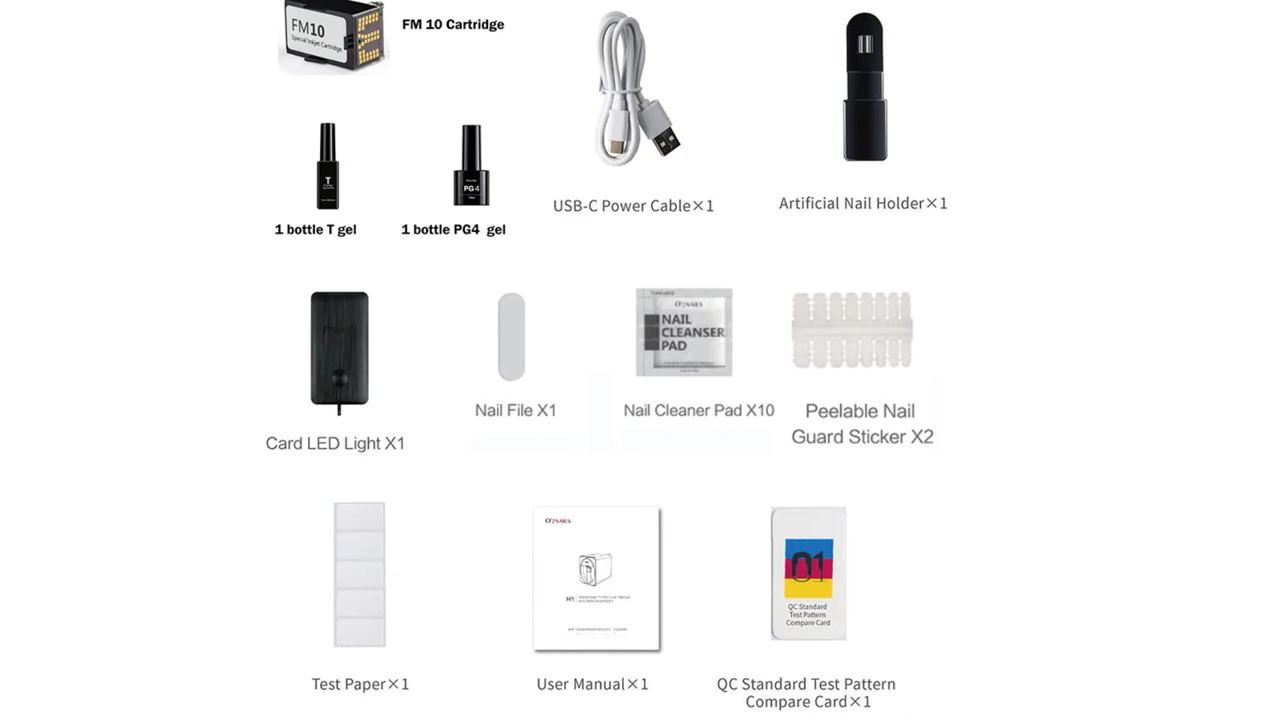 FM10
Special Inkjet Cartridge
FM 10 Cartridge
T
PG4
1 bottle T gel
1 bottle PG4 gel
USB-C Power Cable×1
Artificial Nail Holder×1
O'2NAILS
NAIL
CLEANSER
PAD
Card LED Light X1
Nail File X1
Nail Cleaner Pad X10
Peelable Nail
Guard Sticker X2
O'2NAILS
H1
01
QC Standard
Test Pattern
Compare Card
Test Paper×1
User Manual×1
QC Standard Test Pattern
Compare Card×1